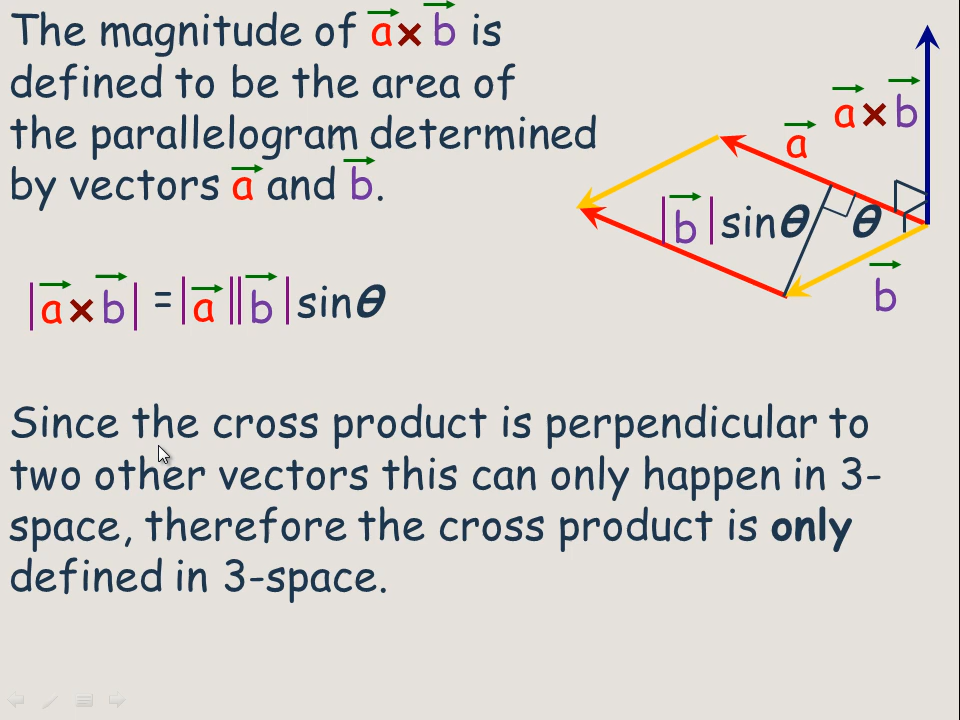 The magnitude of a × b is
defined to be the area of
the parallelogram determined
by vectors a and b.
a × b
a
|b| sinθ
θ
b
|a × b| = |a||b| sinθ
Since the cross product is perpendicular to
two other vectors this can only happen in 3-
space, therefore the cross product is only
defined in 3-space.